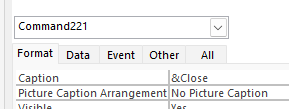 Command221
Format Data Event Other All
Caption &Close
Picture Caption Arrangement No Picture Caption
Visible Yes